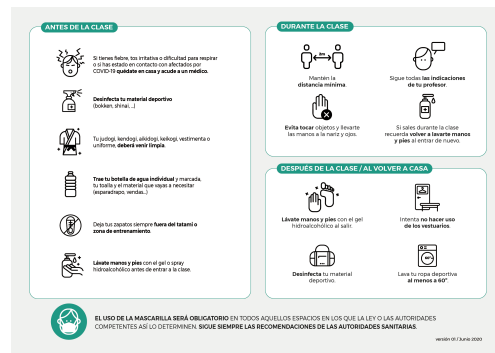 ANTES DE LA CLASE
Si tienes fiebre, tos irritativa o dificultad para respirar
o si has estado en contacto con afectados por
COVID-19 quédate en casa y acude a un médico.
Desinfecta tu material deportivo
(bokken, shinai, ...)
Tu judogi, kendogi, aikidogi, keikogi, vestimenta o
uniforme, deberá venir limpia.
Trae tu botella de agua individual y marcada,
tu toalla y el material que vayas a necesitar
(esparadrapo, vendas...)
Deja tus zapatos siempre fuera del tatami o
zona de entrenamiento.
Lávate manos y pies con el gel o spray
hidroalcohólico antes de entrar a la clase.
DURANTE LA CLASE
Mantén la
distancia mínima.
Sigue todas las indicaciones
de tu profesor.
Evita tocar objetos y llevarte
las manos a la nariz y ojos.
Si sales durante la clase
recuerda volver a lavarte manos
y pies al entrar de nuevo.
DESPUÉS DE LA CLASE / AL VOLVER A CASA
Lávate manos y pies con el gel
hidroalcohólico al salir.
Intenta no hacer uso
de los vestuarios.
60°
Desinfecta tu material
deportivo.
Lava tu ropa deportiva
al menos a 60°.
EL USO DE LA MASCARILLA SERÁ OBLIGATORIO EN TODOS AQUELLOS ESPACIOS EN LOS QUE LA LEY O LAS AUTORIDADES
COMPETENTES ASÍ LO DETERMINEN. SIGUE SIEMPRE LAS RECOMENDACIONES DE LAS AUTORIDADES SANITARIAS.
versión 01 / Junio 2020